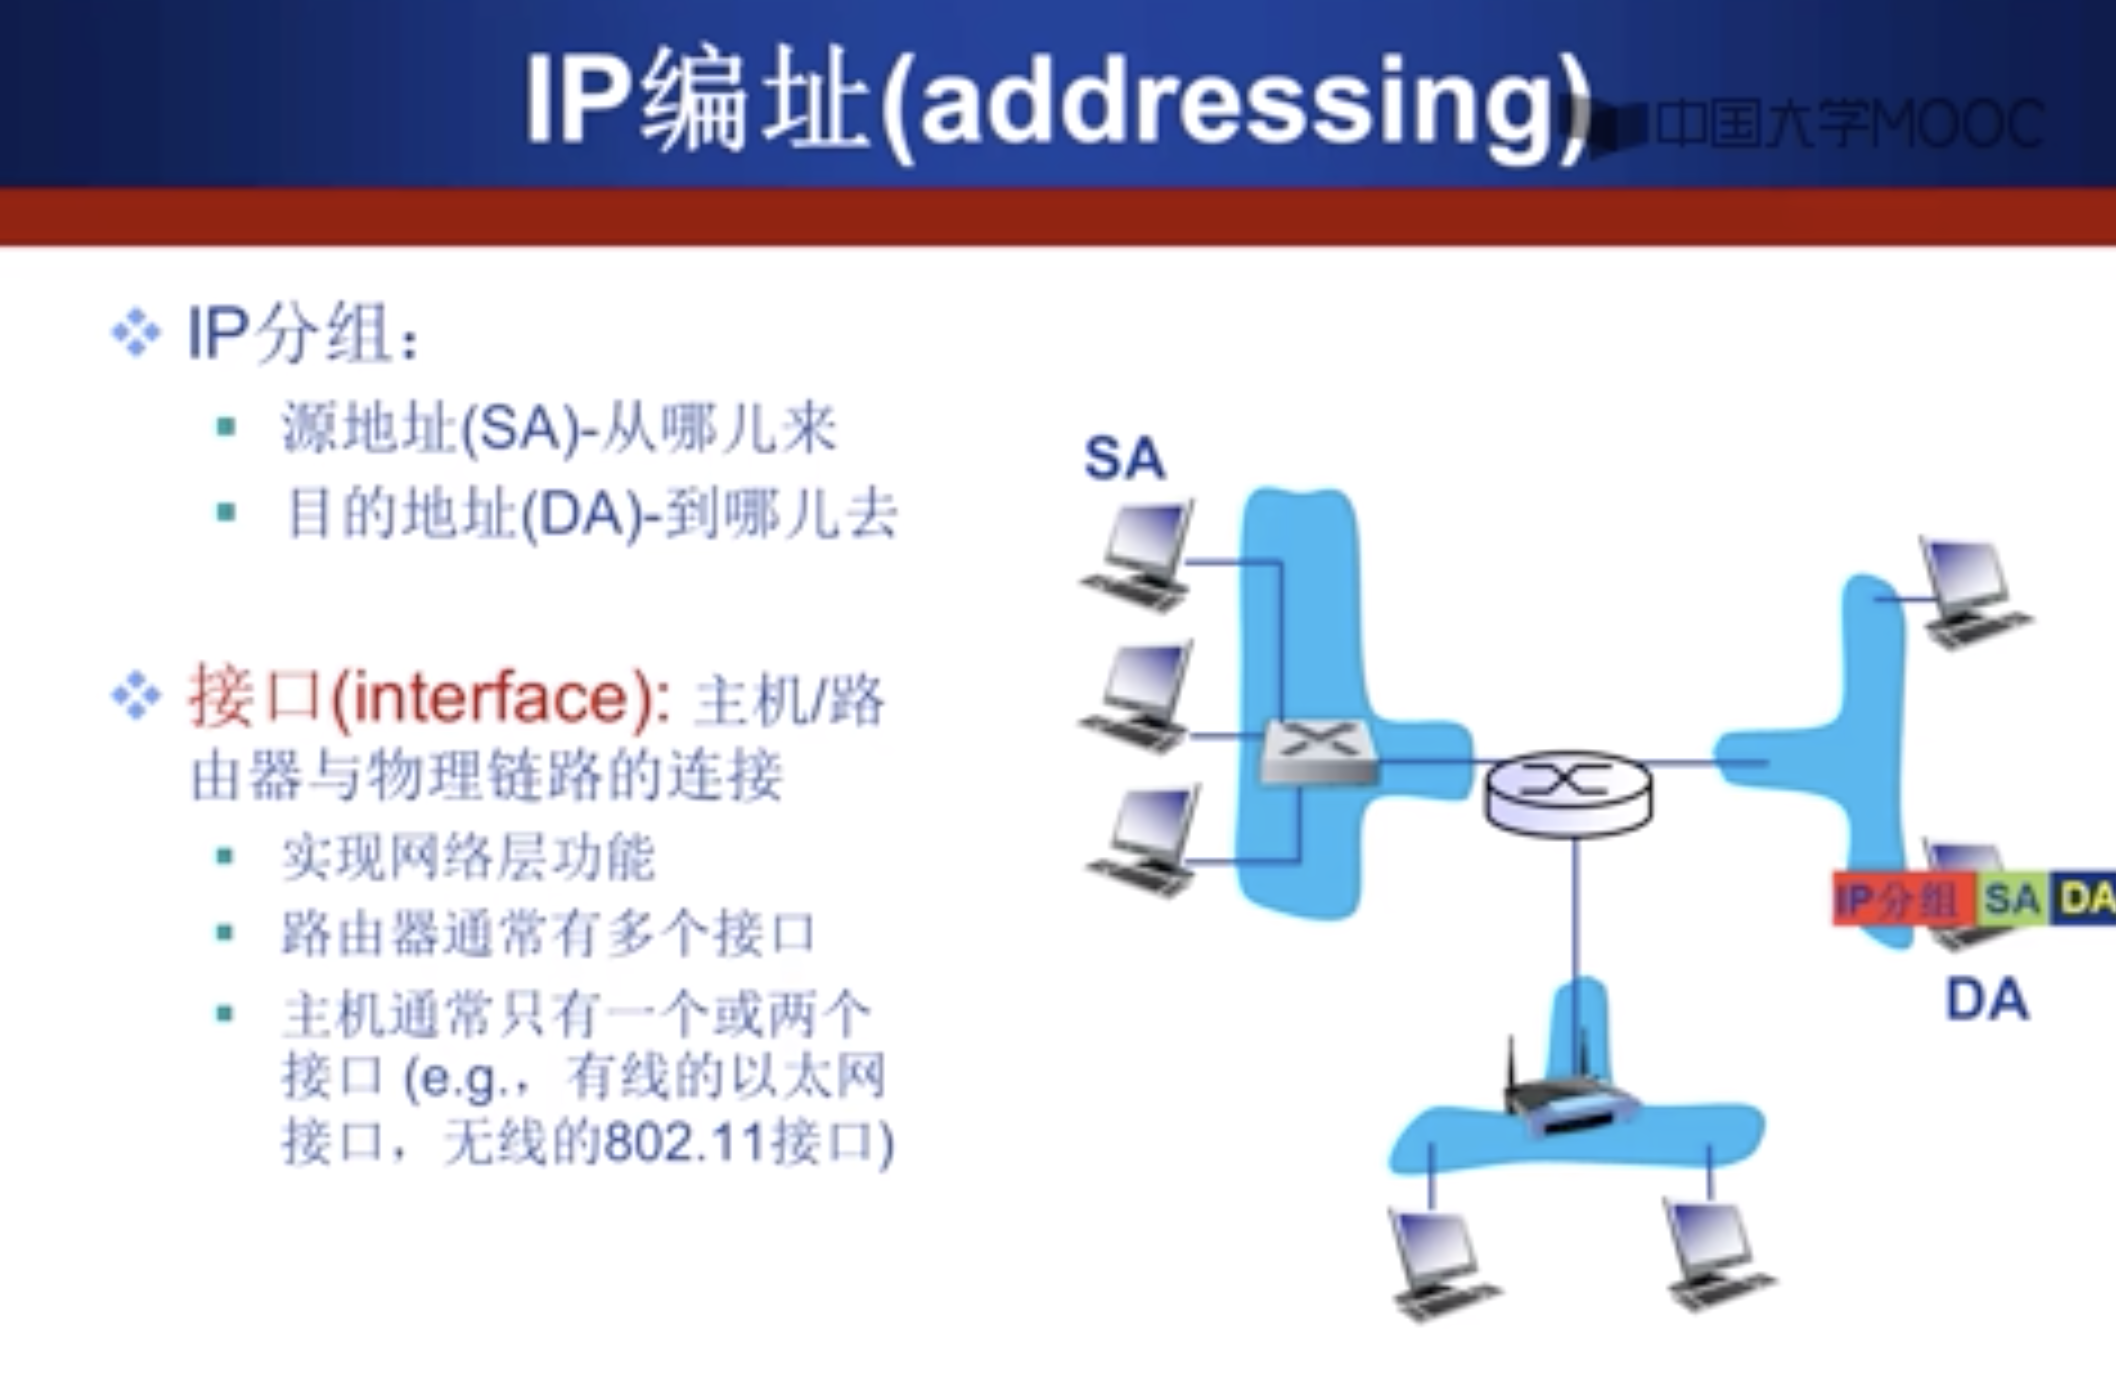 IP编址(addressing)
中国大学MOOC
IP分组：
源地址(SA)-从哪儿来
目的地址(DA)-到哪儿去
接口(interface): 主机/路
由器与物理链路的连接
实现网络层功能
路由器通常有多个接口
主机通常只有一个或两个
接口 (e.g.，有线的以太网
接口，无线的802.11接口)
SA
IP分组 SA DA
DA